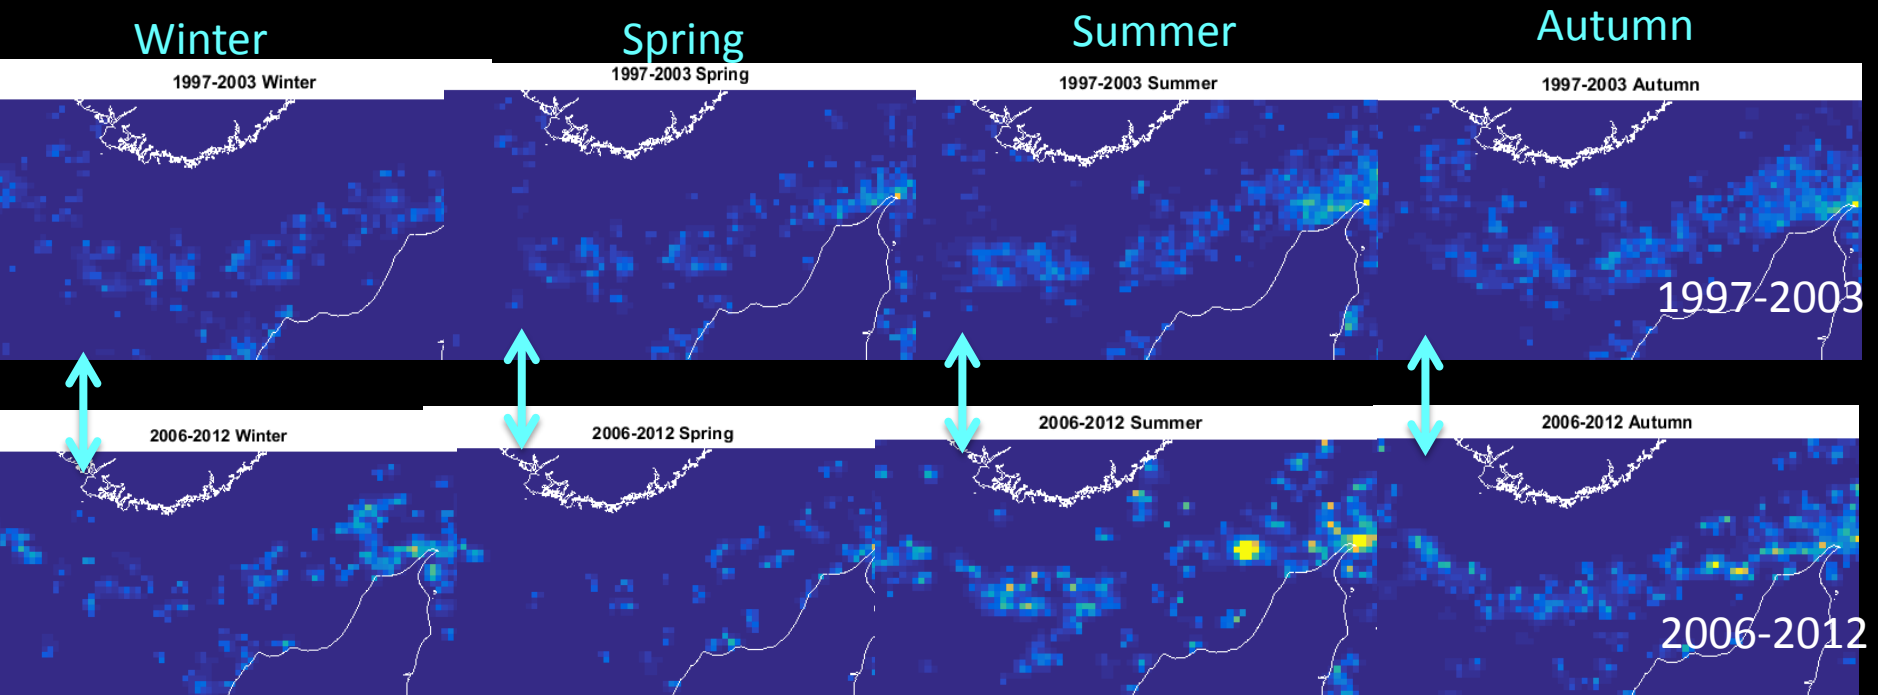 Winter
Spring
Summer
Autumn
1997-2003 Winter
1997-2003 Spring
1997-2003 Summer
1997-2003 Autumn
1997-2003
2006-2012 Winter
2006-2012 Spring
2006-2012 Summer
2006-2012 Autumn
2006-2012